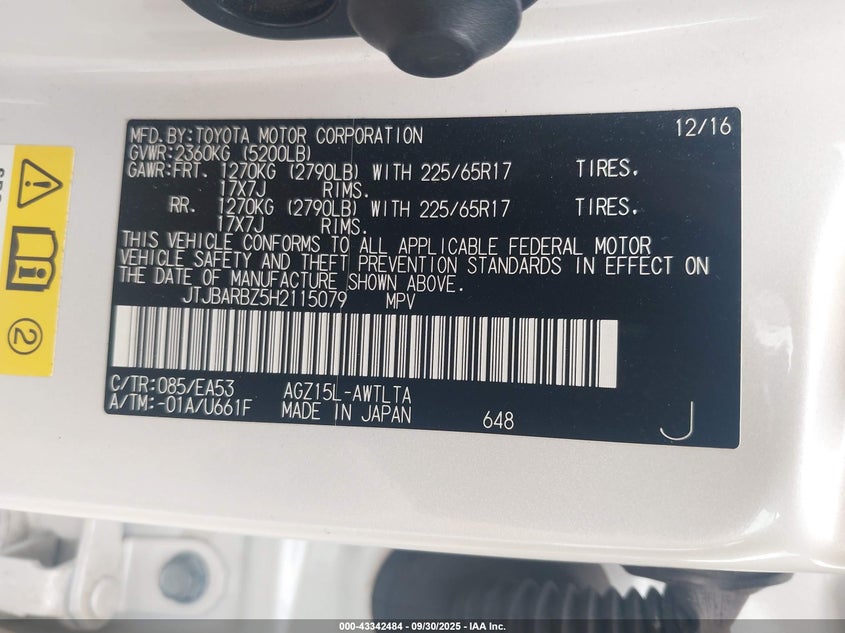 MFD.BY:TOYOTA MOTOR CORPORATION 12/16
GVWR:2360KG (5200LB)
GAWR:FRT. 1270KG (2790LB) WITH 225/65R17 TIRES.
17X7J RIMS.
RR. 1270KG (2790LB) WITH 225/65R17 TIRES.
17X7J RIMS.
THIS VEHICLE CONFORMS TO ALL APPLICABLE FEDERAL MOTOR
VEHICLE SAFETY AND THEFT PREVENTION STANDARDS IN EFFECT ON
THE DATE OF MANUFACTURE SHOWN ABOVE.
JTJBARBZ5H2115079 MPV
C/TR:085/EA53 AGZ15L-AWTLTA
A/TM:-01A/U661F MADE IN JAPAN 648 J
2
000-43342484 - 09/30/2025 - IAA Inc.